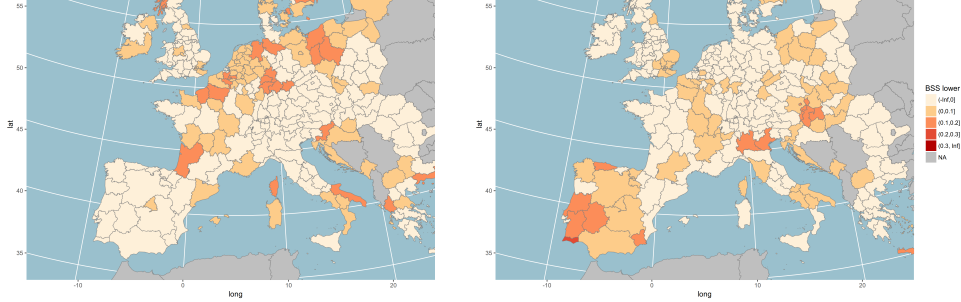 55
50
45
40
35
lat
-10
0
10
20
long
55
50
45
40
35
lat
-10
0
10
20
long
BSS lower
(-Inf,0]
(0,0.1]
(0.1,0.2]
(0.2,0.3]
(0.3, Inf]
NA